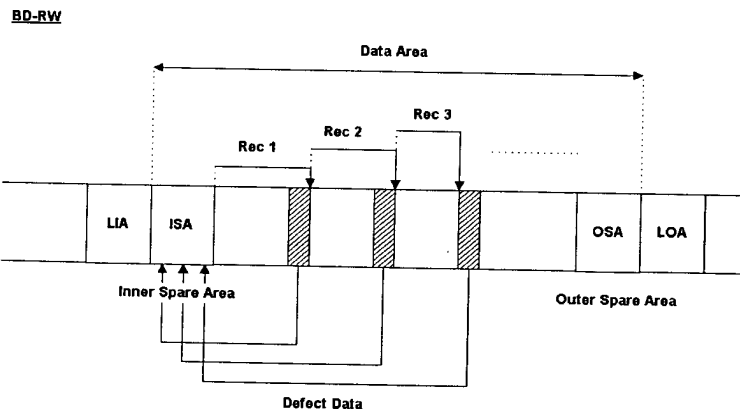 BD-RW
Data Area
Rec 1
Rec 2
Rec 3
LIA
ISA
OSA
LOA
Inner Spare Area
Outer Spare Area
Defect Data